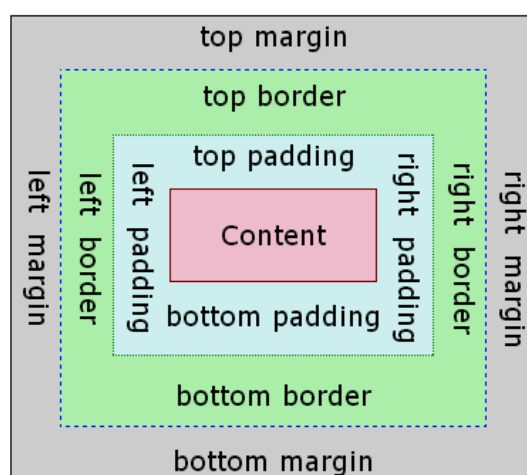 top margin
top border
top padding
left margin
left border
left padding
Content
right padding
right border
right margin
bottom padding
bottom border
bottom margin